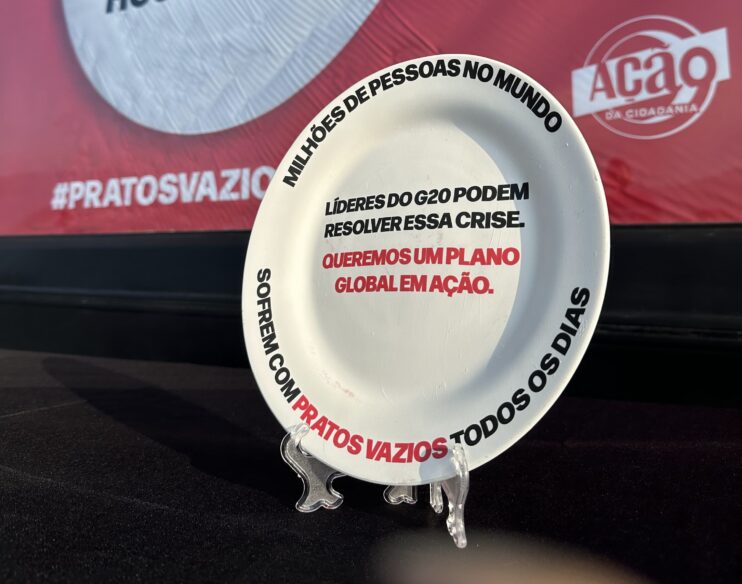 #PRATOSVAZIO
AÇÃO
DA CIDADANIA
MILHÕES DE PESSOAS NO MUNDO
LÍDERES DO G20 PODEM
RESOLVER ESSA CRISE.
QUEREMOS UM PLANO
GLOBAL EM AÇÃO.
SOFREM COM PRATOS VAZIOS TODOS OS DIAS